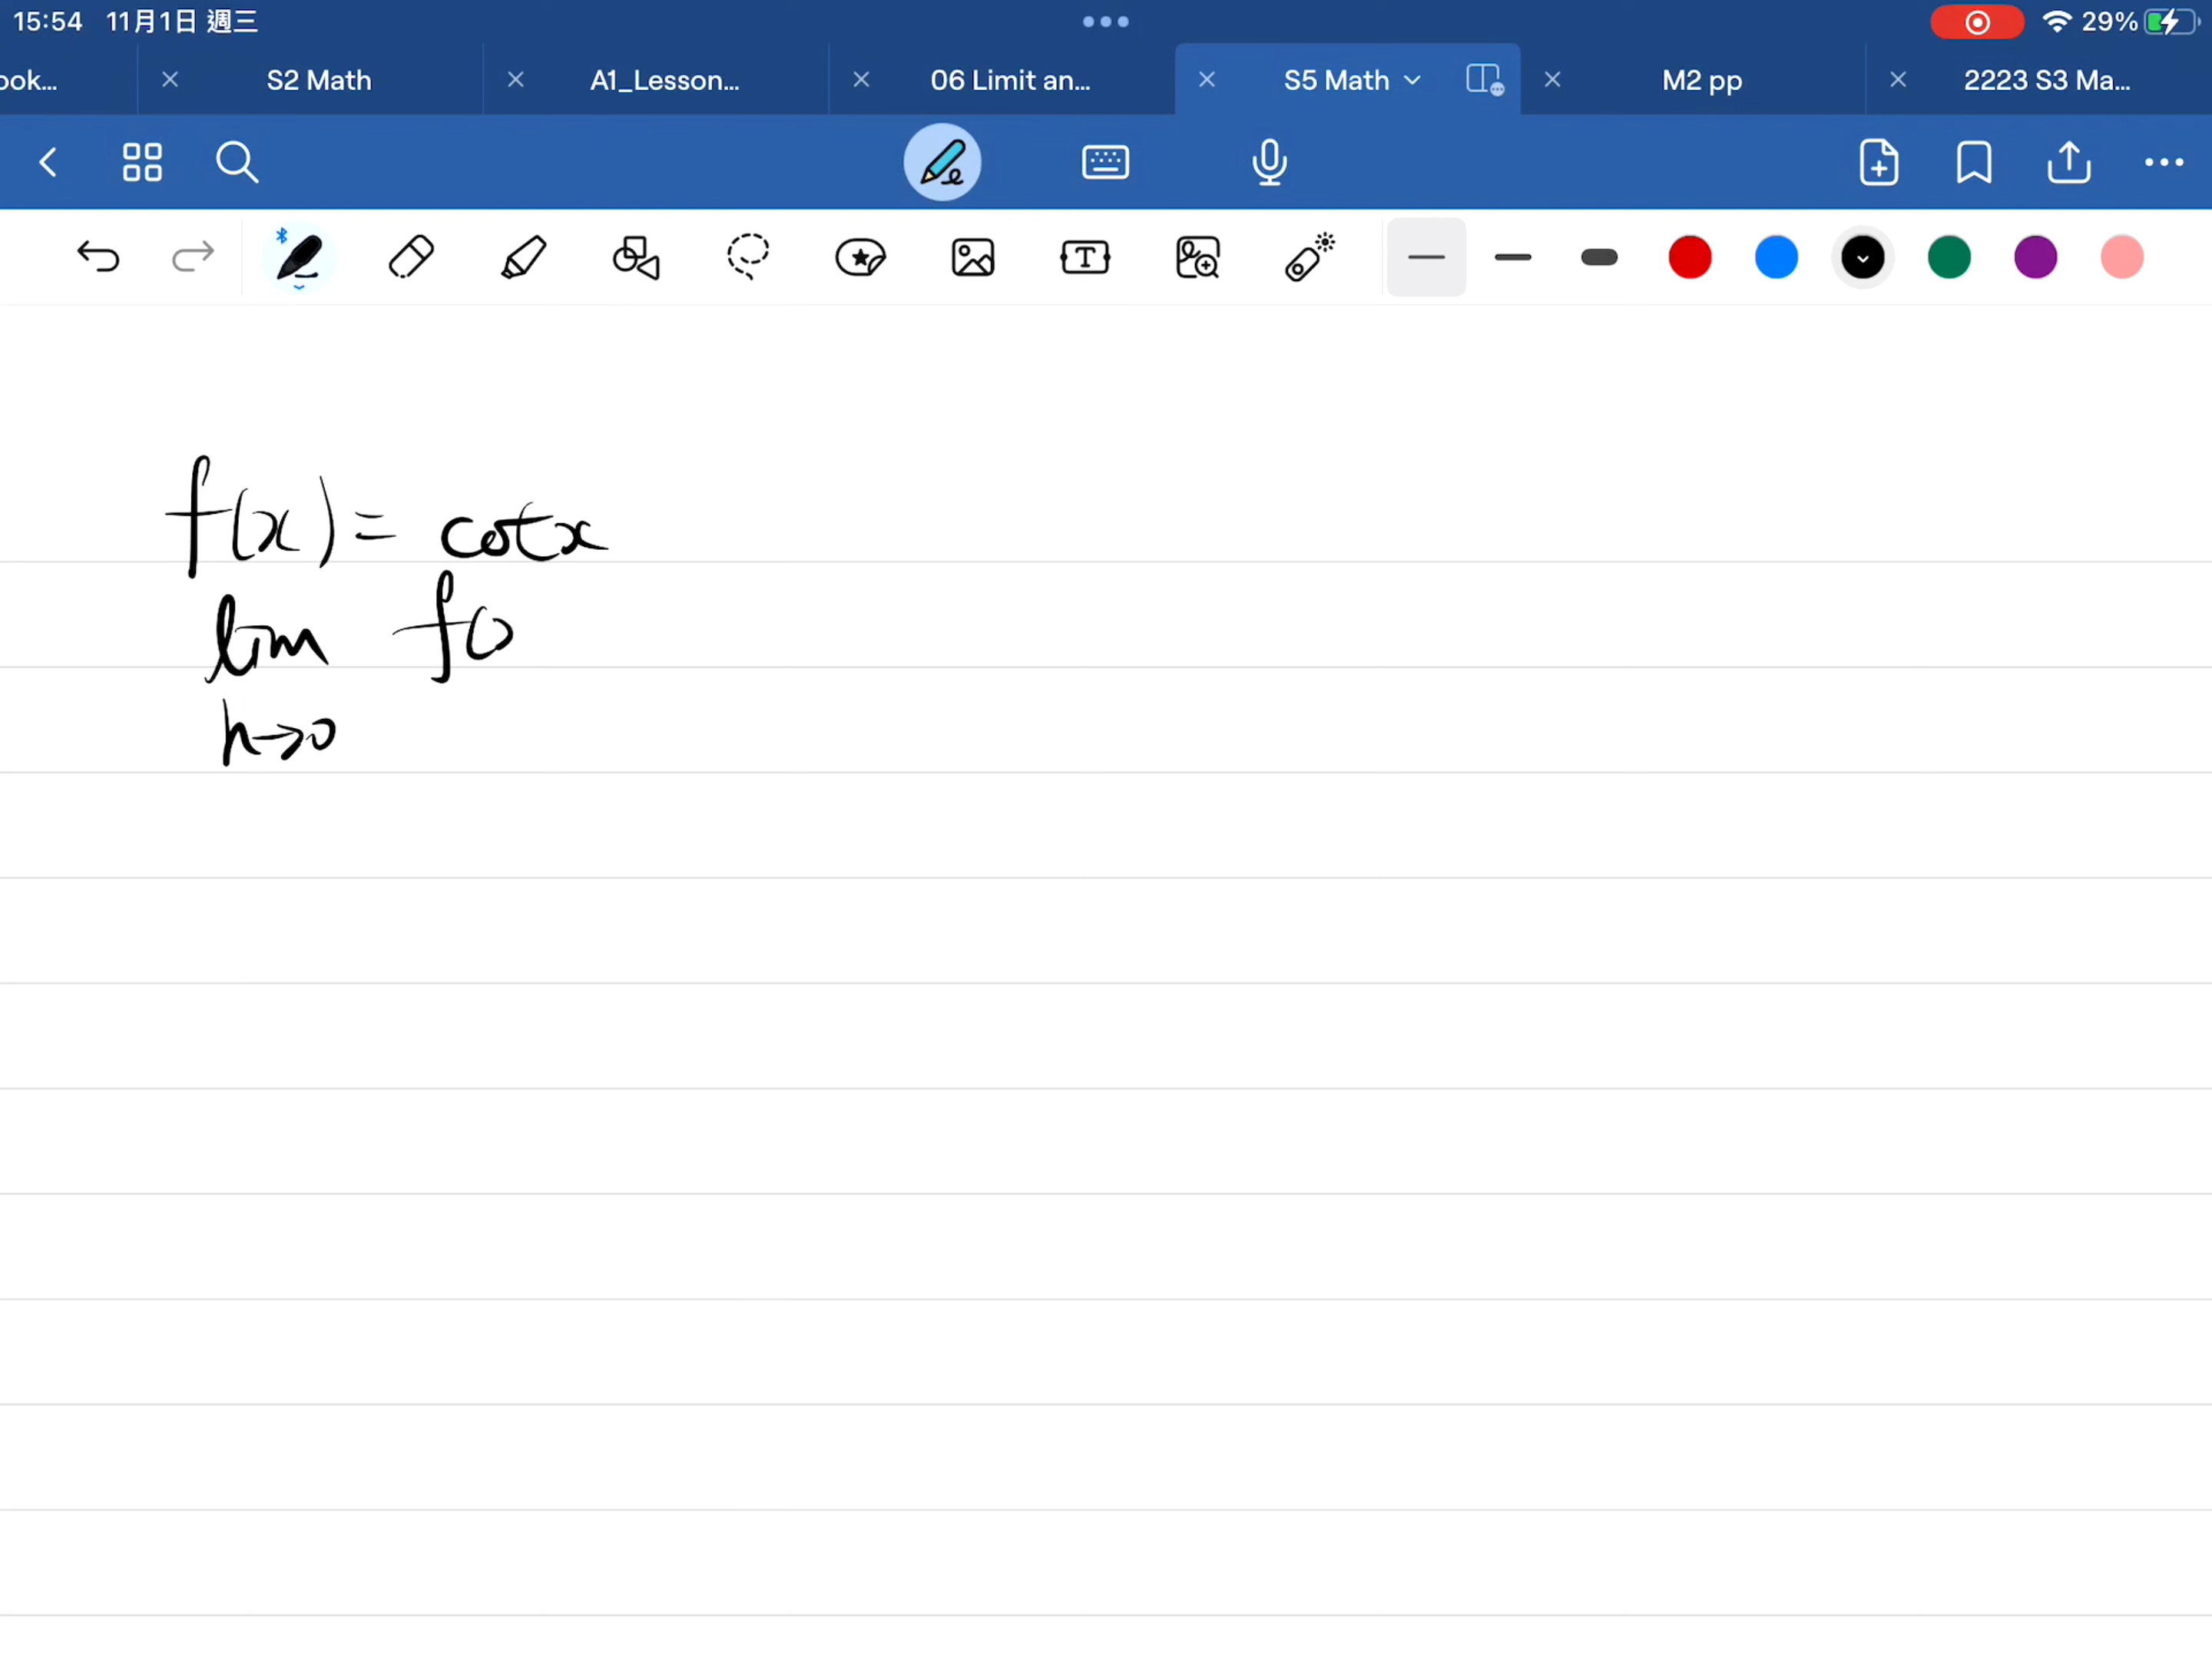 15:54 11月1日 週三 29%
ook... S2 Math A1_Lesson... 06 Limit an... S5 Math M2 pp 2223 S3 Ma...
f(x) = cotx
lim f()
h→0